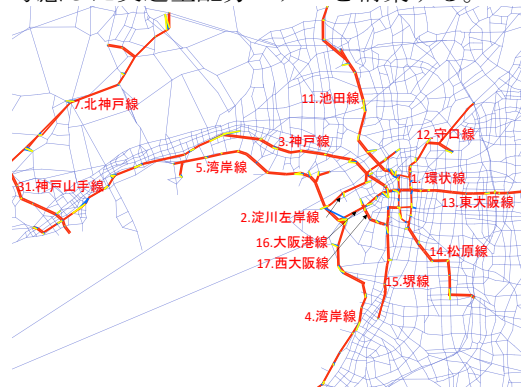 11.池田線
7.北神戸線
12.守口線
3.神戸線
5.湾岸線
1.環状線
31.神戸山手線
13.東大阪線
2.淀川左岸線
16.大阪港線
14.松原線
17.西大阪線
15.堺線
4.湾岸線